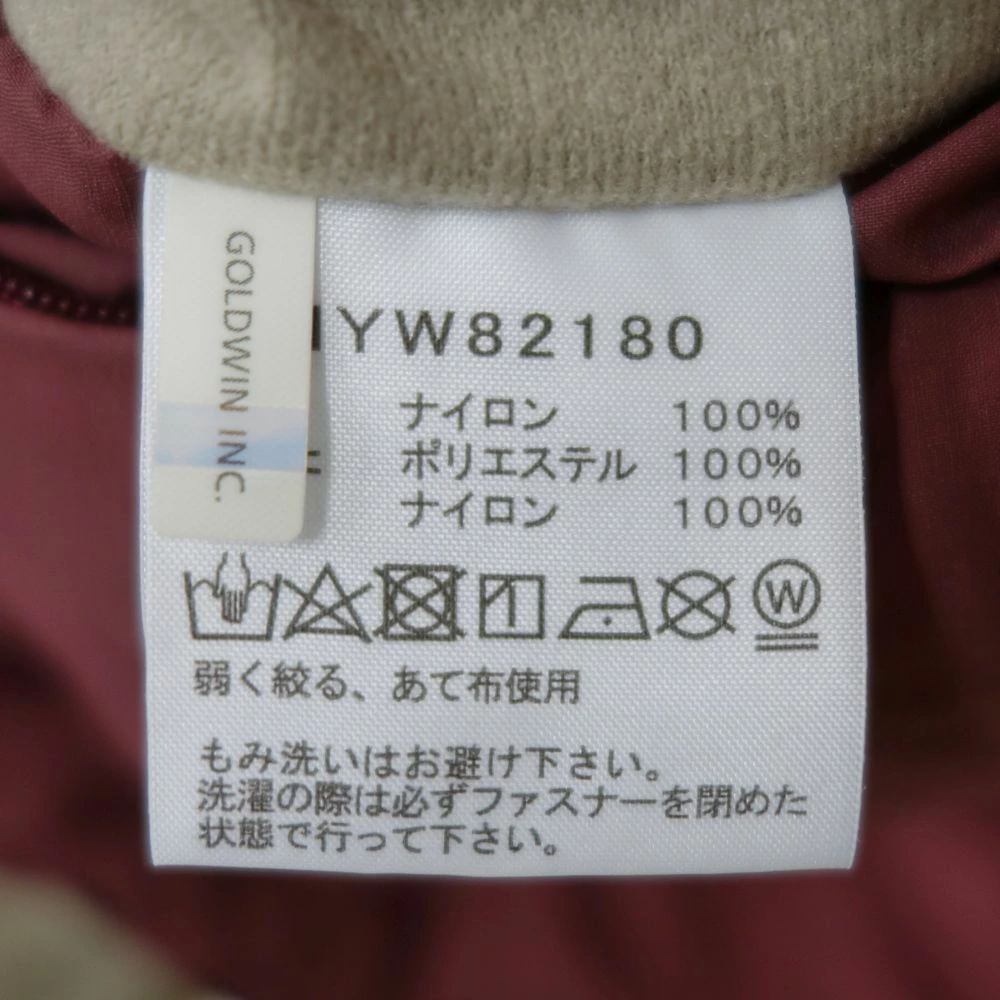 GOLDWIN INC.
YW82180
ナイロン 100%
ポリエステル 100%
ナイロン 100%
W
弱く絞る、あて布使用
もみ洗いはお避け下さい。
洗濯の際は必ずファスナーを閉めた
状態で行って下さい。